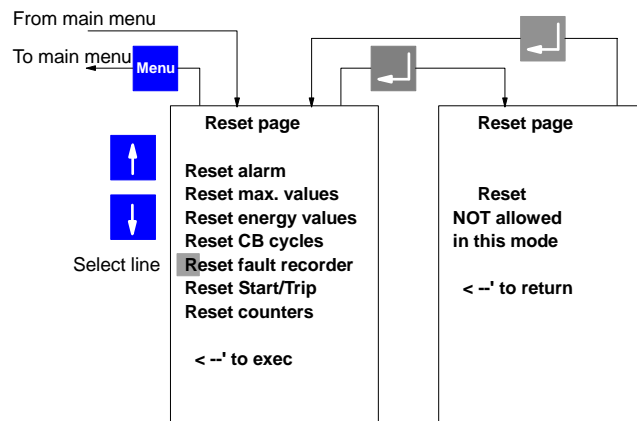 From main menu
To main menu
Menu
Reset page
Reset alarm
Reset max. values
Reset energy values
Reset CB cycles
Select line
Reset fault recorder
Reset Start/Trip
Reset counters
< --' to exec
Reset page
Reset
NOT allowed
in this mode
< --' to return